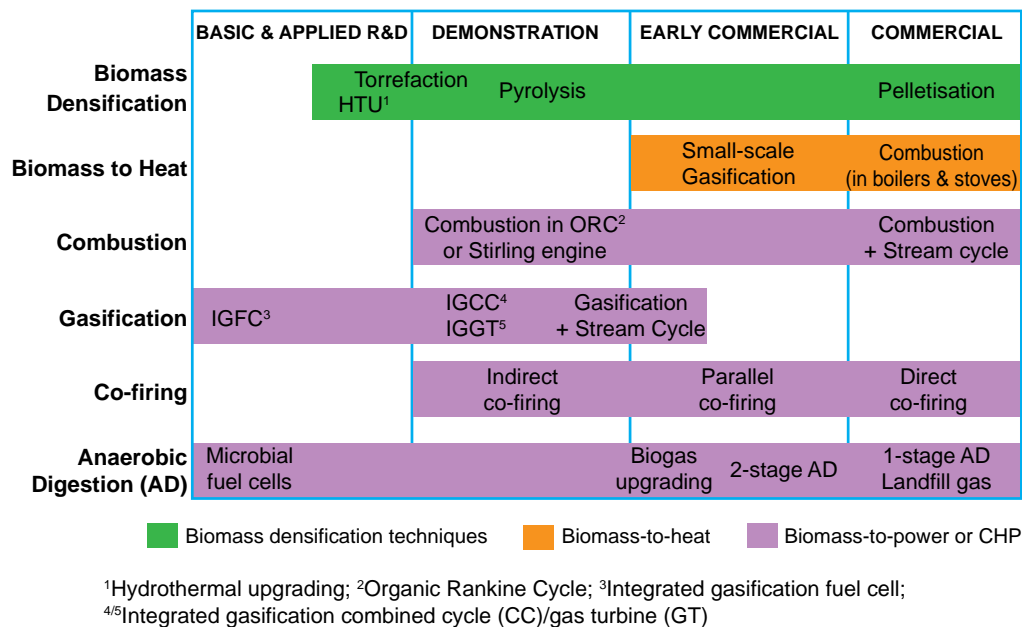 BASIC & APPLIED R&D DEMONSTRATION EARLY COMMERCIAL COMMERCIAL
Biomass
Densification
Torrefaction
HTU¹
Pyrolysis
Pelletisation
Biomass to Heat
Small-scale
Gasification
Combustion
(in boilers & stoves)
Combustion
Combustion in ORC²
or Stirling engine
Combustion
+ Stream cycle
Gasification
IGFC³
IGCC⁴
IGGT⁵
Gasification
+ Stream Cycle
Co-firing
Indirect
co-firing
Parallel
co-firing
Direct
co-firing
Anaerobic
Digestion (AD)
Microbial
fuel cells
Biogas
upgrading
2-stage AD
1-stage AD
Landfill gas
Biomass densification techniques
Biomass-to-heat
Biomass-to-power or CHP
¹Hydrothermal upgrading; ²Organic Rankine Cycle; ³Integrated gasification fuel cell;
⁴/⁵Integrated gasification combined cycle (CC)/gas turbine (GT)